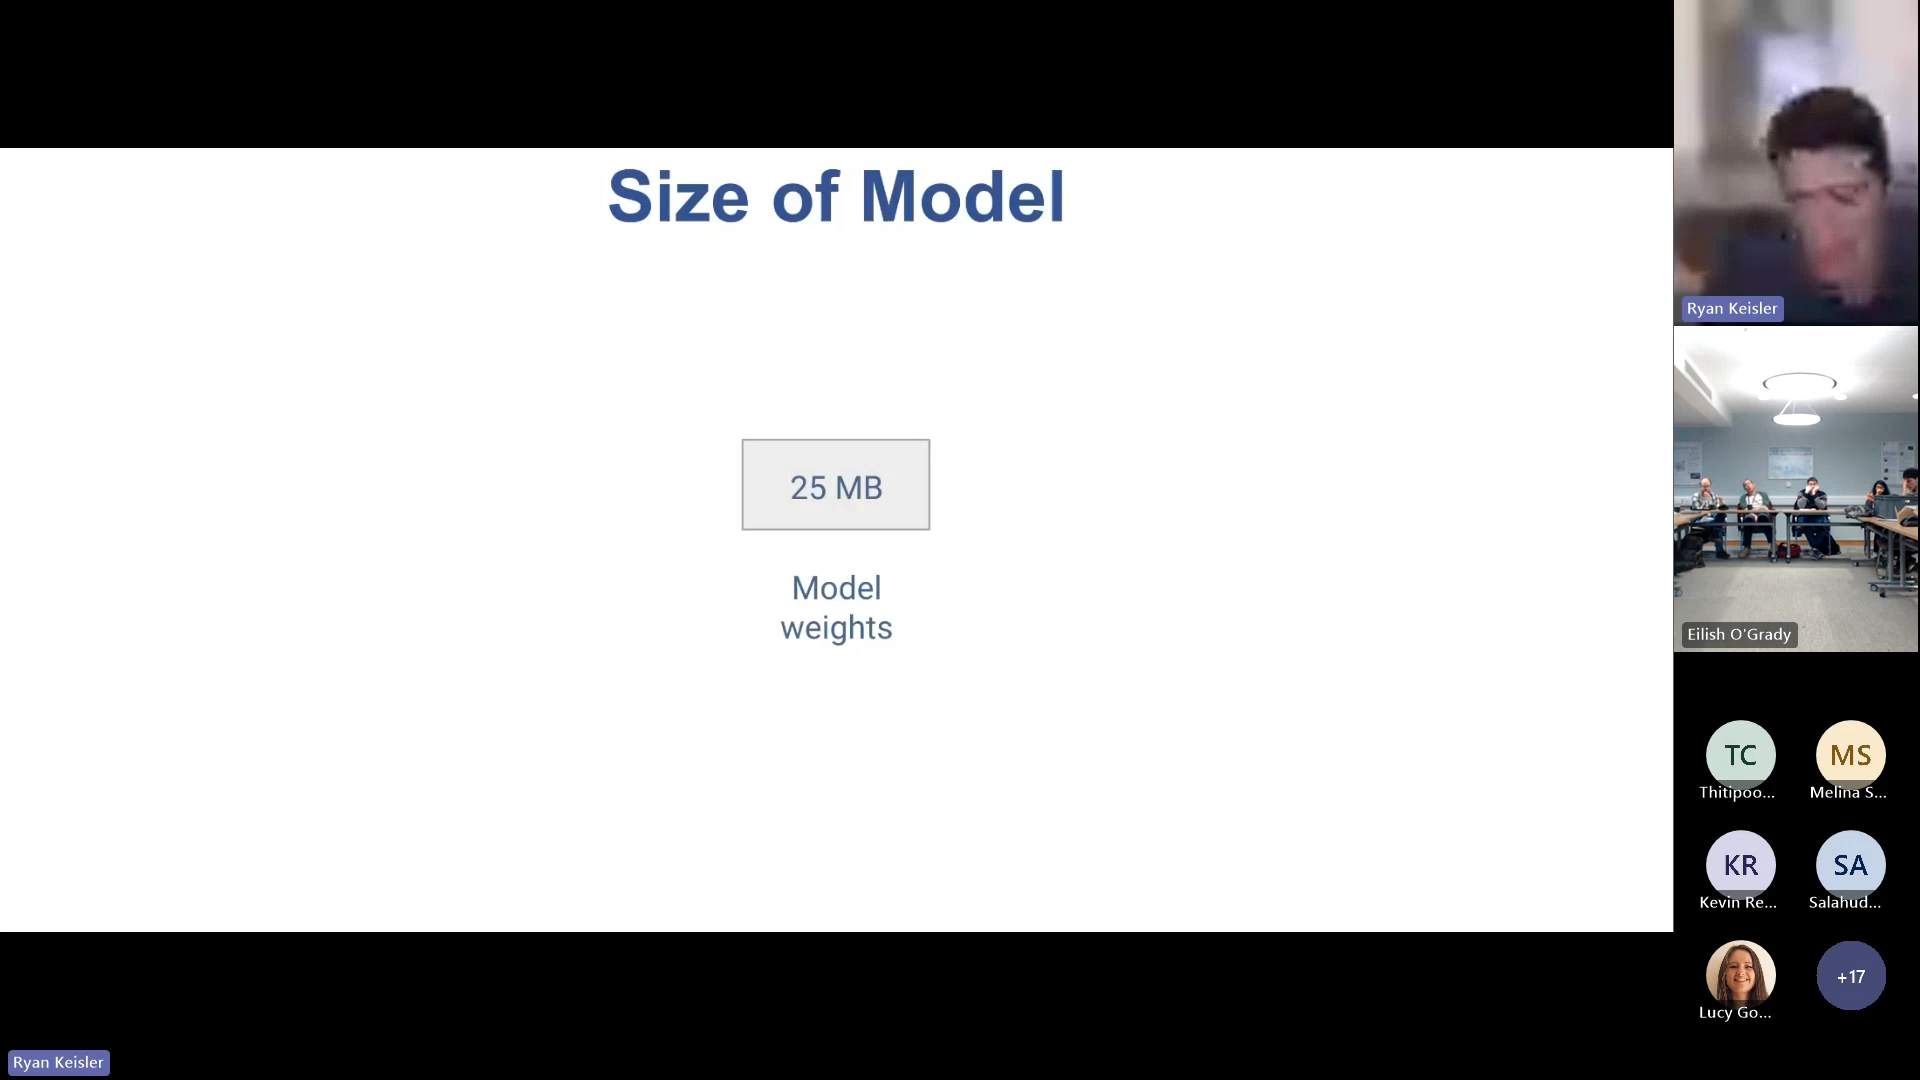 Size of Model
25 MB
Model
weights
Ryan Keisler
Eilish O'Grady
TC
Thitipoo...
MS
Melina S...
KR
Kevin Re...
SA
Salahud...
Lucy Go...
+17
Ryan Keisler